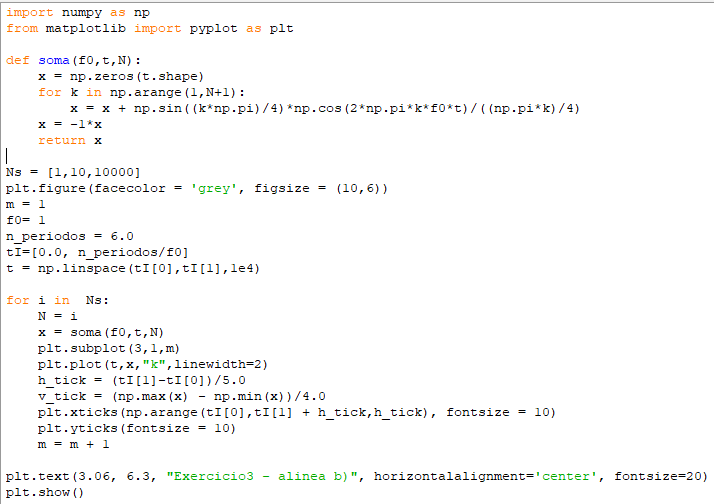 import numpy as np
from matplotlib import pyplot as plt
def soma(f0,t,N):
x = np.zeros(t.shape)
for k in np.arange(1,N+1):
x = x + np.sin((k*np.pi)/4)*np.cos(2*np.pi*k*f0*t)/((np.pi*k)/4)
x = -1*x
return x
Ns = [1,10,10000]
plt.figure(facecolor = 'grey', figsize = (10,6))
m = 1
f0= 1
n_periodos = 6.0
tI=[0.0, n_periodos/f0]
t = np.linspace(tI[0],tI[1],1e4)
for i in  Ns:
N = i
x = soma(f0,t,N)
plt.subplot(3,1,m)
plt.plot(t,x,"k",linewidth=2)
h_tick = (tI[1]-tI[0])/5.0
v_tick = (np.max(x) - np.min(x))/4.0
plt.xticks(np.arange(tI[0],tI[1] + h_tick,h_tick), fontsize = 10)
plt.yticks(fontsize = 10)
m = m + 1
plt.text(3.06, 6.3, "Exercicio3 - alinea b)", horizontalalignment='center', fontsize=20)
plt.show()